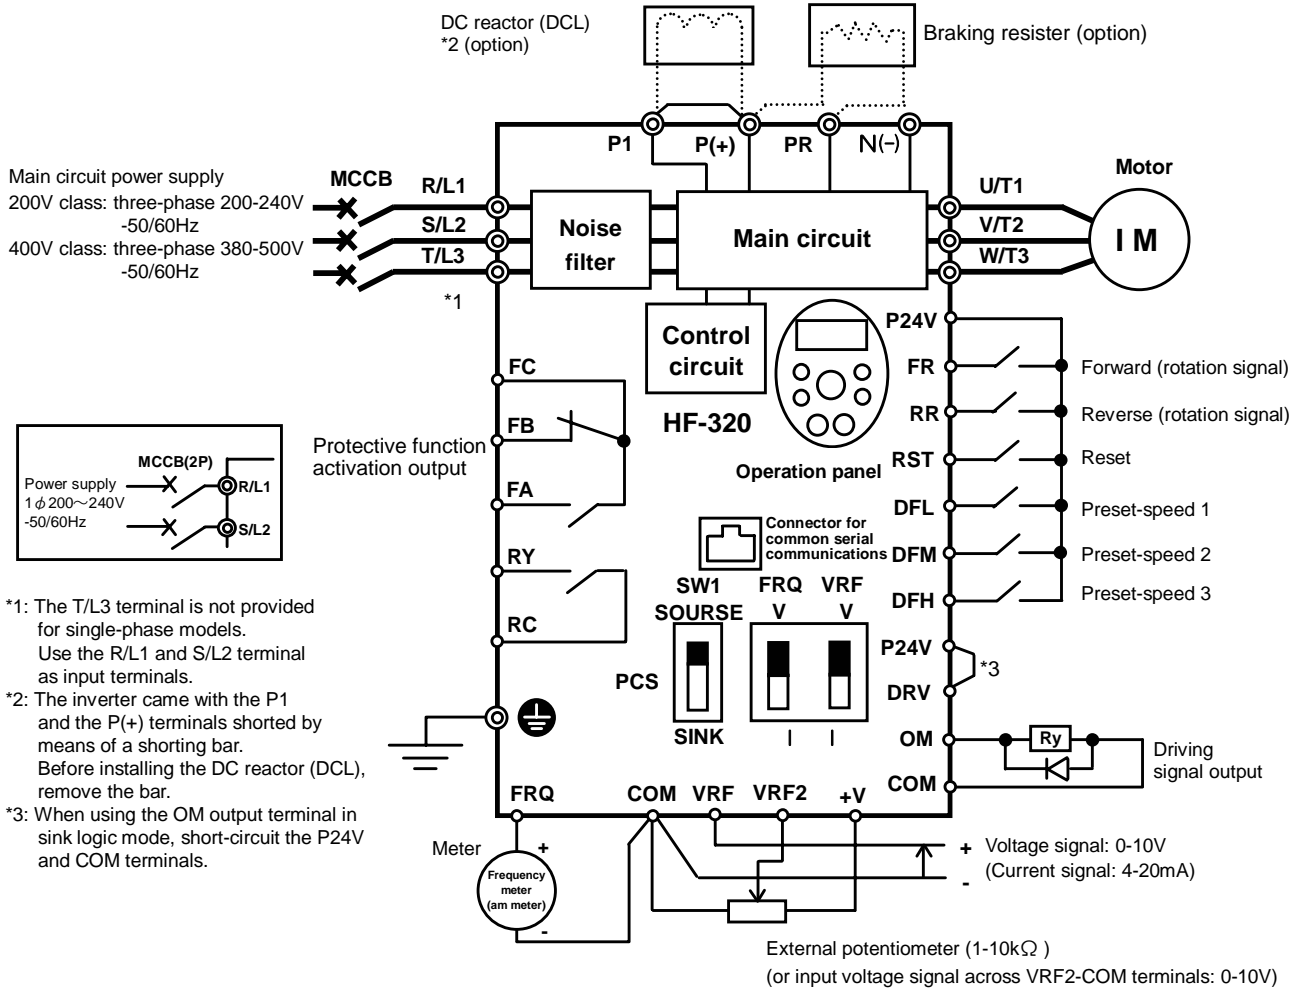 DC reactor (DCL)
*2 (option)
Braking resister (option)
P1
P(+)
PR
N(−)
Main circuit power supply
200V class: three-phase 200-240V
-50/60Hz
400V class: three-phase 380-500V
-50/60Hz
MCCB
R/L1
S/L2
T/L3
*1
Noise
filter
Main circuit
U/T1
V/T2
W/T3
Motor
I M
Control
circuit
HF-320
Operation panel
P24V
FR
Forward (rotation signal)
RR
Reverse (rotation signal)
RST
Reset
DFL
Preset-speed 1
DFM
Preset-speed 2
DFH
Preset-speed 3
P24V
*3
DRV
OM
COM
Ry
Driving
signal output
FC
FB
FA
RY
RC
Protective function
activation output
MCCB(2P)
Power supply
1ϕ200～240V
-50/60Hz
R/L1
S/L2
Connector for
common serial
communications
SW1
FRQ VRF
SOURSE
V V
PCS
SINK
I I
*1: The T/L3 terminal is not provided
for single-phase models.
Use the R/L1 and S/L2 terminal
as input terminals.
*2: The inverter came with the P1
and the P(+) terminals shorted by
means of a shorting bar.
Before installing the DC reactor (DCL),
remove the bar.
*3: When using the OM output terminal in
sink logic mode, short-circuit the P24V
and COM terminals.
FRQ
COM
VRF
VRF2
+V
Meter
+
Frequency
meter
(am meter)
-
+ Voltage signal: 0-10V
- (Current signal: 4-20mA)
External potentiometer (1-10kΩ )
(or input voltage signal across VRF2-COM terminals: 0-10V)